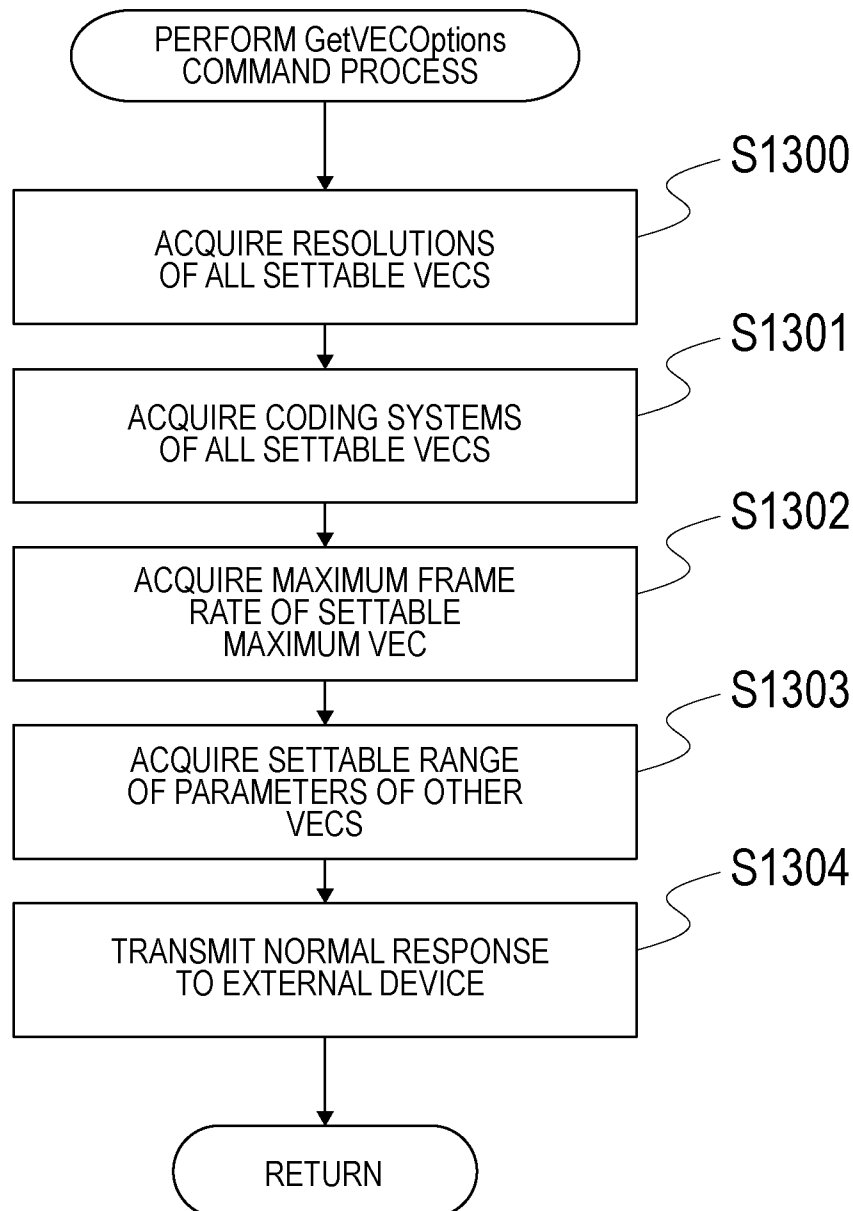 PERFORM GetVECOptions
COMMAND PROCESS
S1300
ACQUIRE RESOLUTIONS
OF ALL SETTABLE VECS
S1301
ACQUIRE CODING SYSTEMS
OF ALL SETTABLE VECS
S1302
ACQUIRE MAXIMUM FRAME
RATE OF SETTABLE
MAXIMUM VEC
S1303
ACQUIRE SETTABLE RANGE
OF PARAMETERS OF OTHER
VECS
S1304
TRANSMIT NORMAL RESPONSE
TO EXTERNAL DEVICE
RETURN